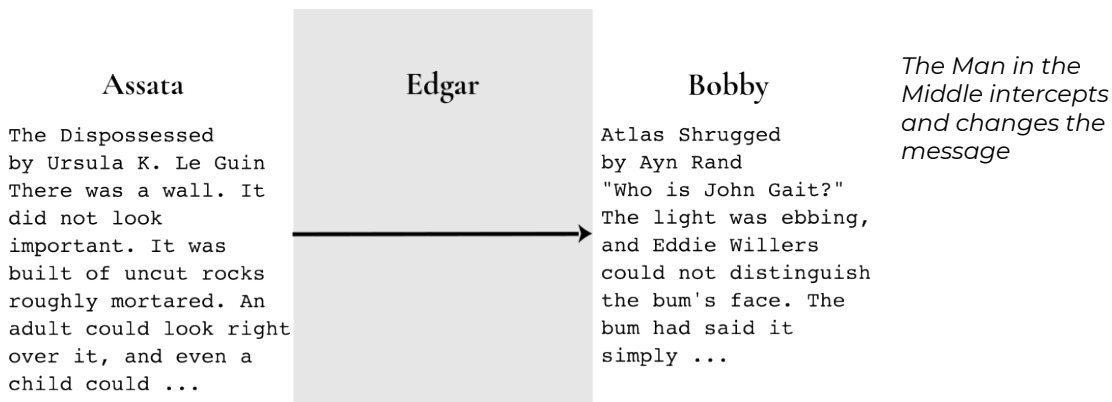 Assata
The Dispossessed
by Ursula K. Le Guin
There was a wall. It
did not look
important. It was
built of uncut rocks
roughly mortared. An
adult could look right
over it, and even a
child could ...
Edgar
Bobby
Atlas Shrugged
by Ayn Rand
"Who is John Gait?"
The light was ebbing,
and Eddie Willers
could not distinguish
the bum's face. The
bum had said it
simply ...
The Man in the
Middle intercepts
and changes the
message